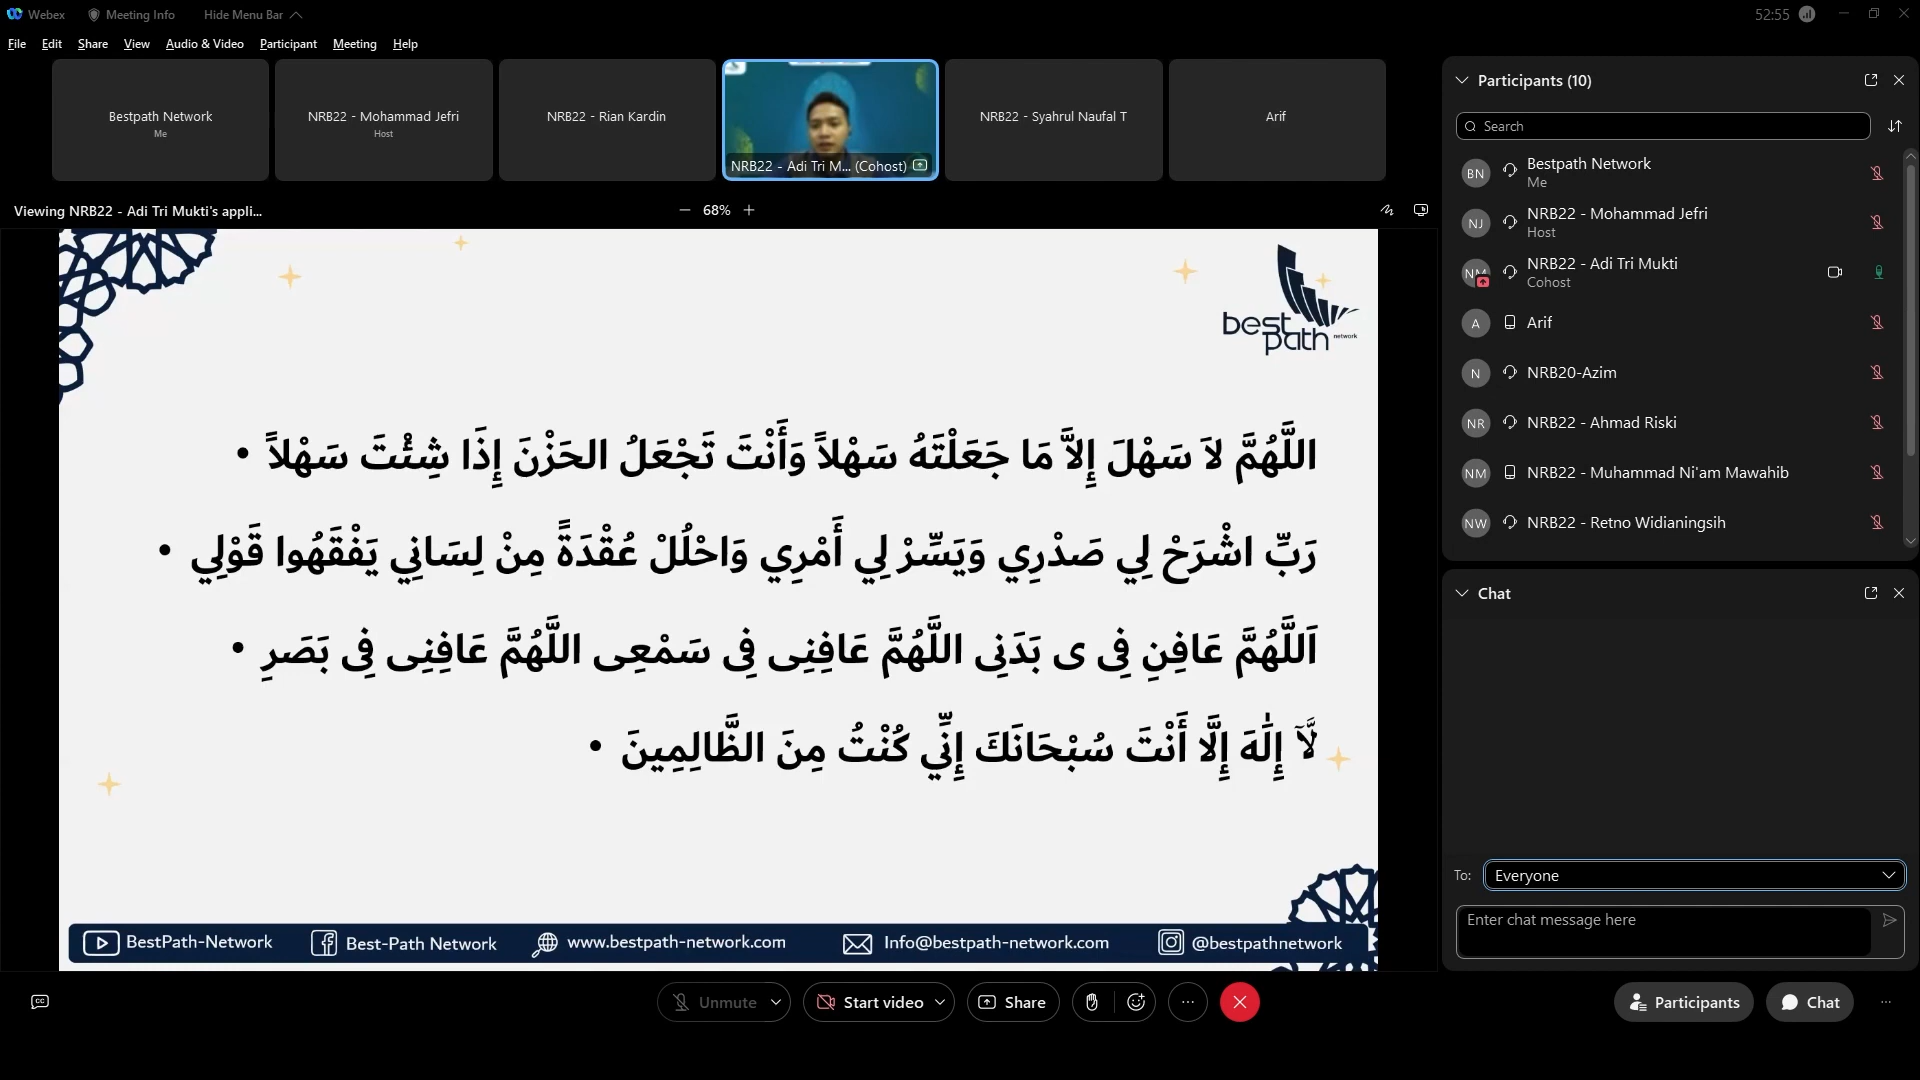 Webex
Meeting Info
Hide Menu Bar
52:55
File
Edit
Share
View
Audio & Video
Participant
Meeting
Help
Bestpath Network
Me
NRB22 - Mohammad Jefri
Host
NRB22 - Rian Kardin
NRB22 - Adi Tri M... (Cohost)
NRB22 - Syahrul Naufal T
Arif
Viewing NRB22 - Adi Tri Mukti's appli...
68%
best path network
• اللَّهُمَّ لاَ سَهْلَ إِلاَّ مَا جَعَلْتَهُ سَهْلاً وَأَنْتَ تَجْعَلُ الحَزْنَ إِذَا شِئْتَ سَهْلاً
• رَبِّ اشْرَحْ لِي صَدْرِي وَيَسِّرْ لِي أَمْرِي وَاحْلُلْ عُقْدَةً مِنْ لِسَانِي يَفْقَهُوا قَوْلِي
• اَللَّهُمَّ عَافِنِ فِى ى بَدَنِى اللَّهُمَّ عَافِنِى فِى سَمْعِى اللَّهُمَّ عَافِنِى فِى بَصَرِ
• لَّآ إِلَٰهَ إِلَّا أَنْتَ سُبْحَانَكَ إِنِّي كُنْتُ مِنَ الظَّالِمِينَ
BestPath-Network
Best-Path Network
www.bestpath-network.com
Info@bestpath-network.com
@bestpathnetwork
Participants (10)
Search
BN
Bestpath Network
Me
NJ
NRB22 - Mohammad Jefri
Host
NM
NRB22 - Adi Tri Mukti
Cohost
A
Arif
N
NRB20-Azim
NR
NRB22 - Ahmad Riski
NM
NRB22 - Muhammad Ni'am Mawahib
NW
NRB22 - Retno Widianingsih
Chat
To:
Everyone
Enter chat message here
CC
Unmute
Start video
Share
Participants
Chat